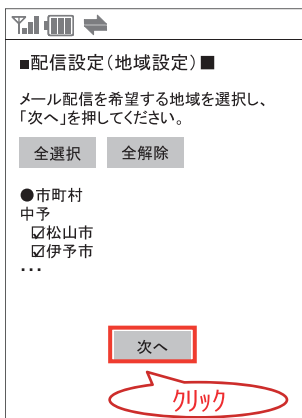 ■配信設定(地域設定)■
メール配信を希望する地域を選択し、
「次へ」を押してください。
全選択 全解除
●市町村
中予
☑松山市
☑伊予市
･･･
次へ
クリック